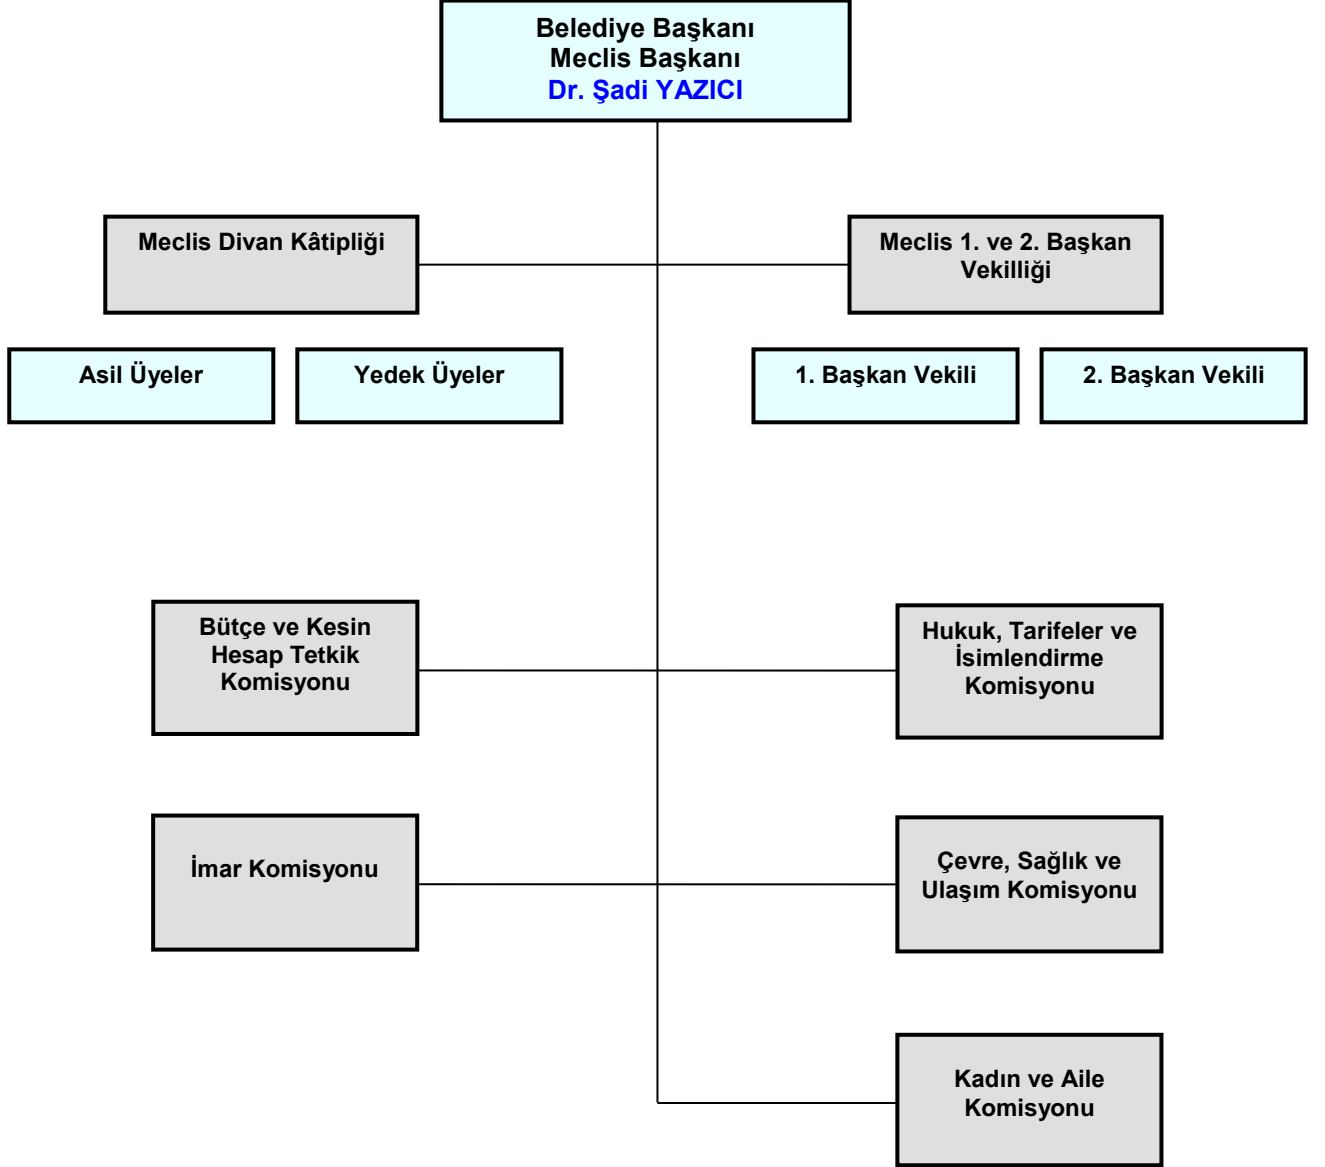 Belediye Başkanı
Meclis Başkanı
Dr. Şadi YAZICI
Meclis Divan Kâtipliği
Meclis 1. ve 2. Başkan
Vekilliği
Asil Üyeler
Yedek Üyeler
1. Başkan Vekili
2. Başkan Vekili
Bütçe ve Kesin
Hesap Tetkik
Komisyonu
Hukuk, Tarifeler ve
İsimlendirme
Komisyonu
İmar Komisyonu
Çevre, Sağlık ve
Ulaşım Komisyonu
Kadın ve Aile
Komisyonu